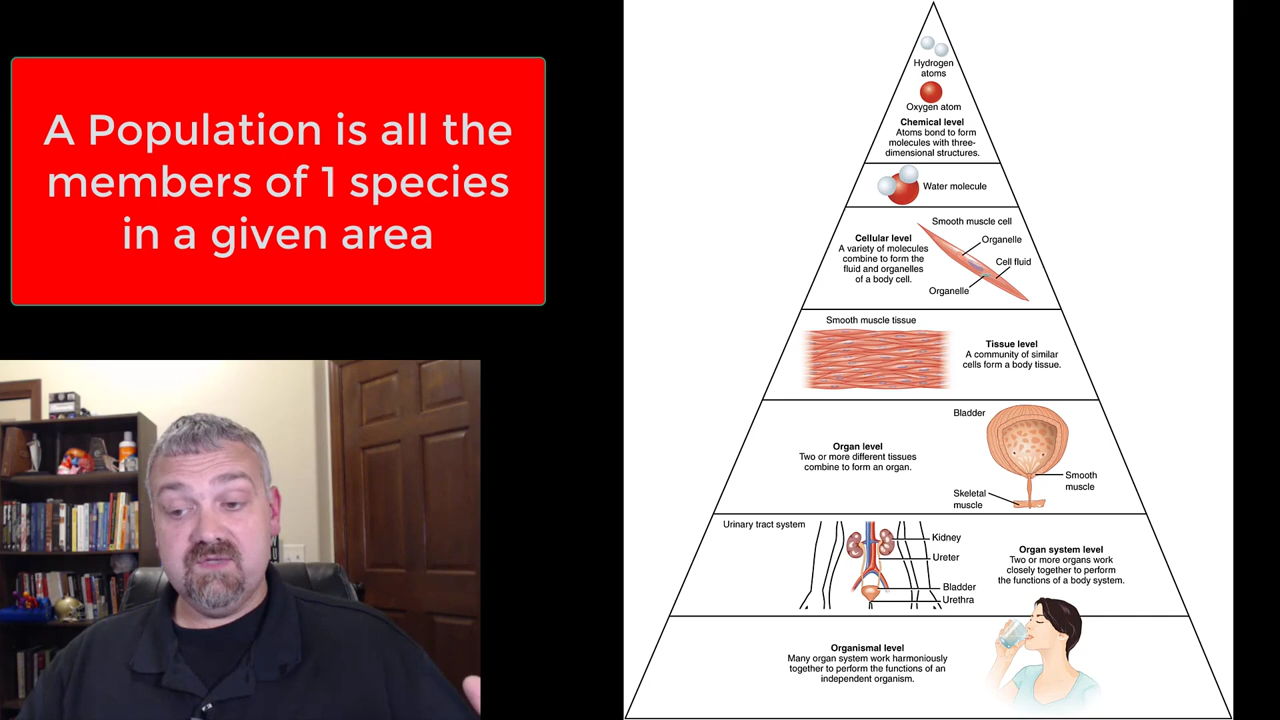 A Population is all the
members of 1 species
in a given area
Hydrogen
atoms
Oxygen atom
Chemical level
Atoms bond to form
molecules with three-
dimensional structures.
Water molecule
Smooth muscle cell
Cellular level
A variety of molecules
combine to form the
fluid and organelles
of a body cell.
Organelle
Cell fluid
Organelle
Smooth muscle tissue
Tissue level
A community of similar
cells form a body tissue.
Bladder
Organ level
Two or more different tissues
combine to form an organ.
Smooth
muscle
Skeletal
muscle
Urinary tract system
Kidney
Ureter
Bladder
Urethra
Organ system level
Two or more organs work
closely together to perform
the functions of a body system.
Organismal level
Many organ system work harmoniously
together to perform the functions of an
independent organism.